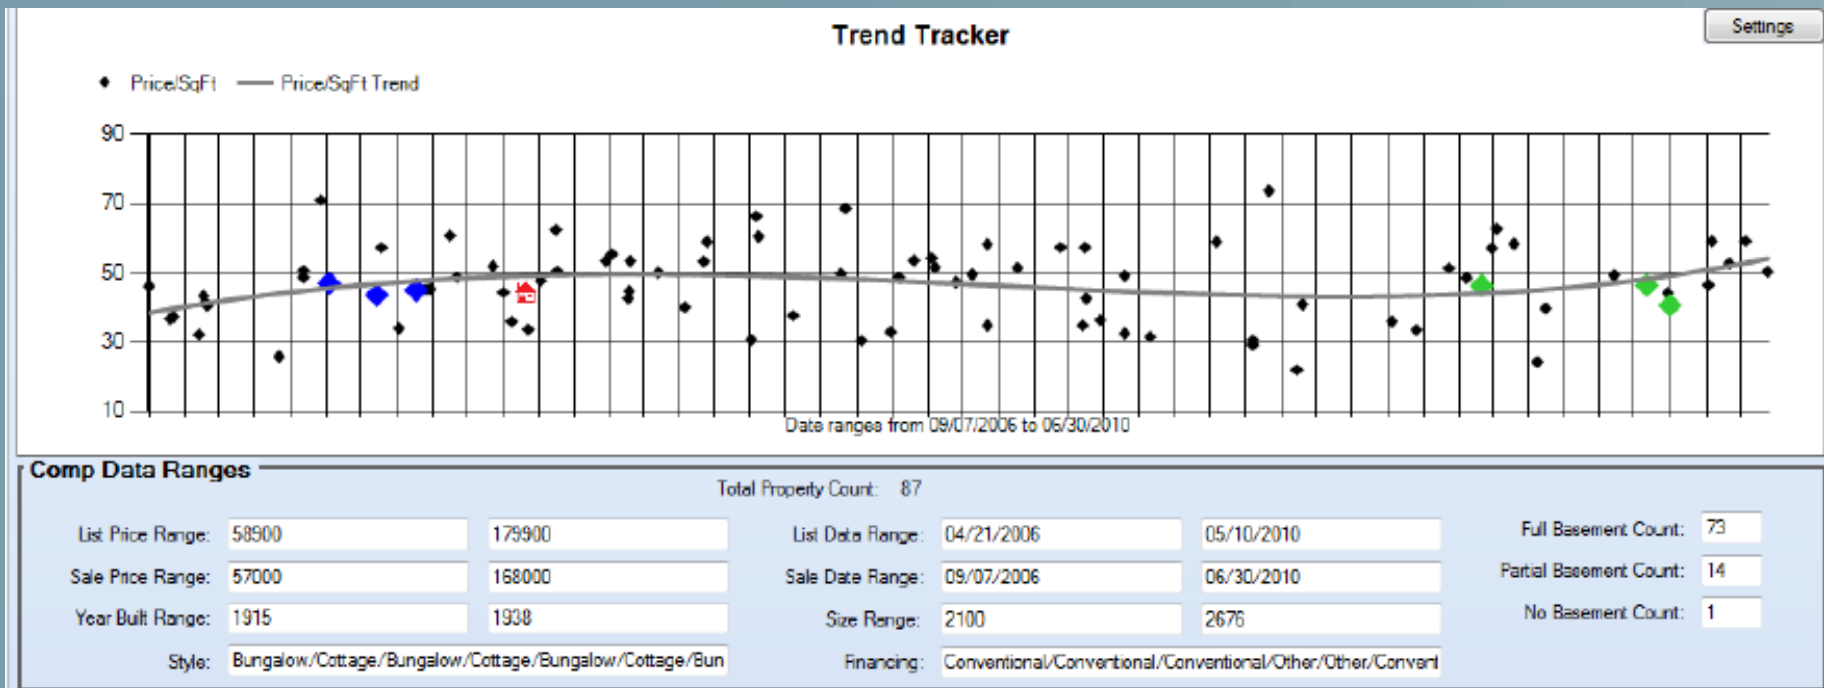 Trend Tracker
Settings
Price/SqFt Price/SqFt Trend
90
70
50
30
10
Date ranges from 09/07/2006 to 06/30/2010
Comp Data Ranges
Total Property Count: 87
List Price Range: 58900 179900 List Data Range: 04/21/2006 05/10/2010 Full Basement Count: 73
Sale Price Range: 57000 168000 Sale Date Range: 09/07/2006 06/30/2010 Partial Basement Count: 14
Year Built Range: 1915 1938 Size Range: 2100 2676 No Basement Count: 1
Style: Bungalow/Cottage/Bungalow/Cottage/Bungalow/Cottage/Bun Financing: Conventional/Conventional/Conventional/Other/Other/Convent